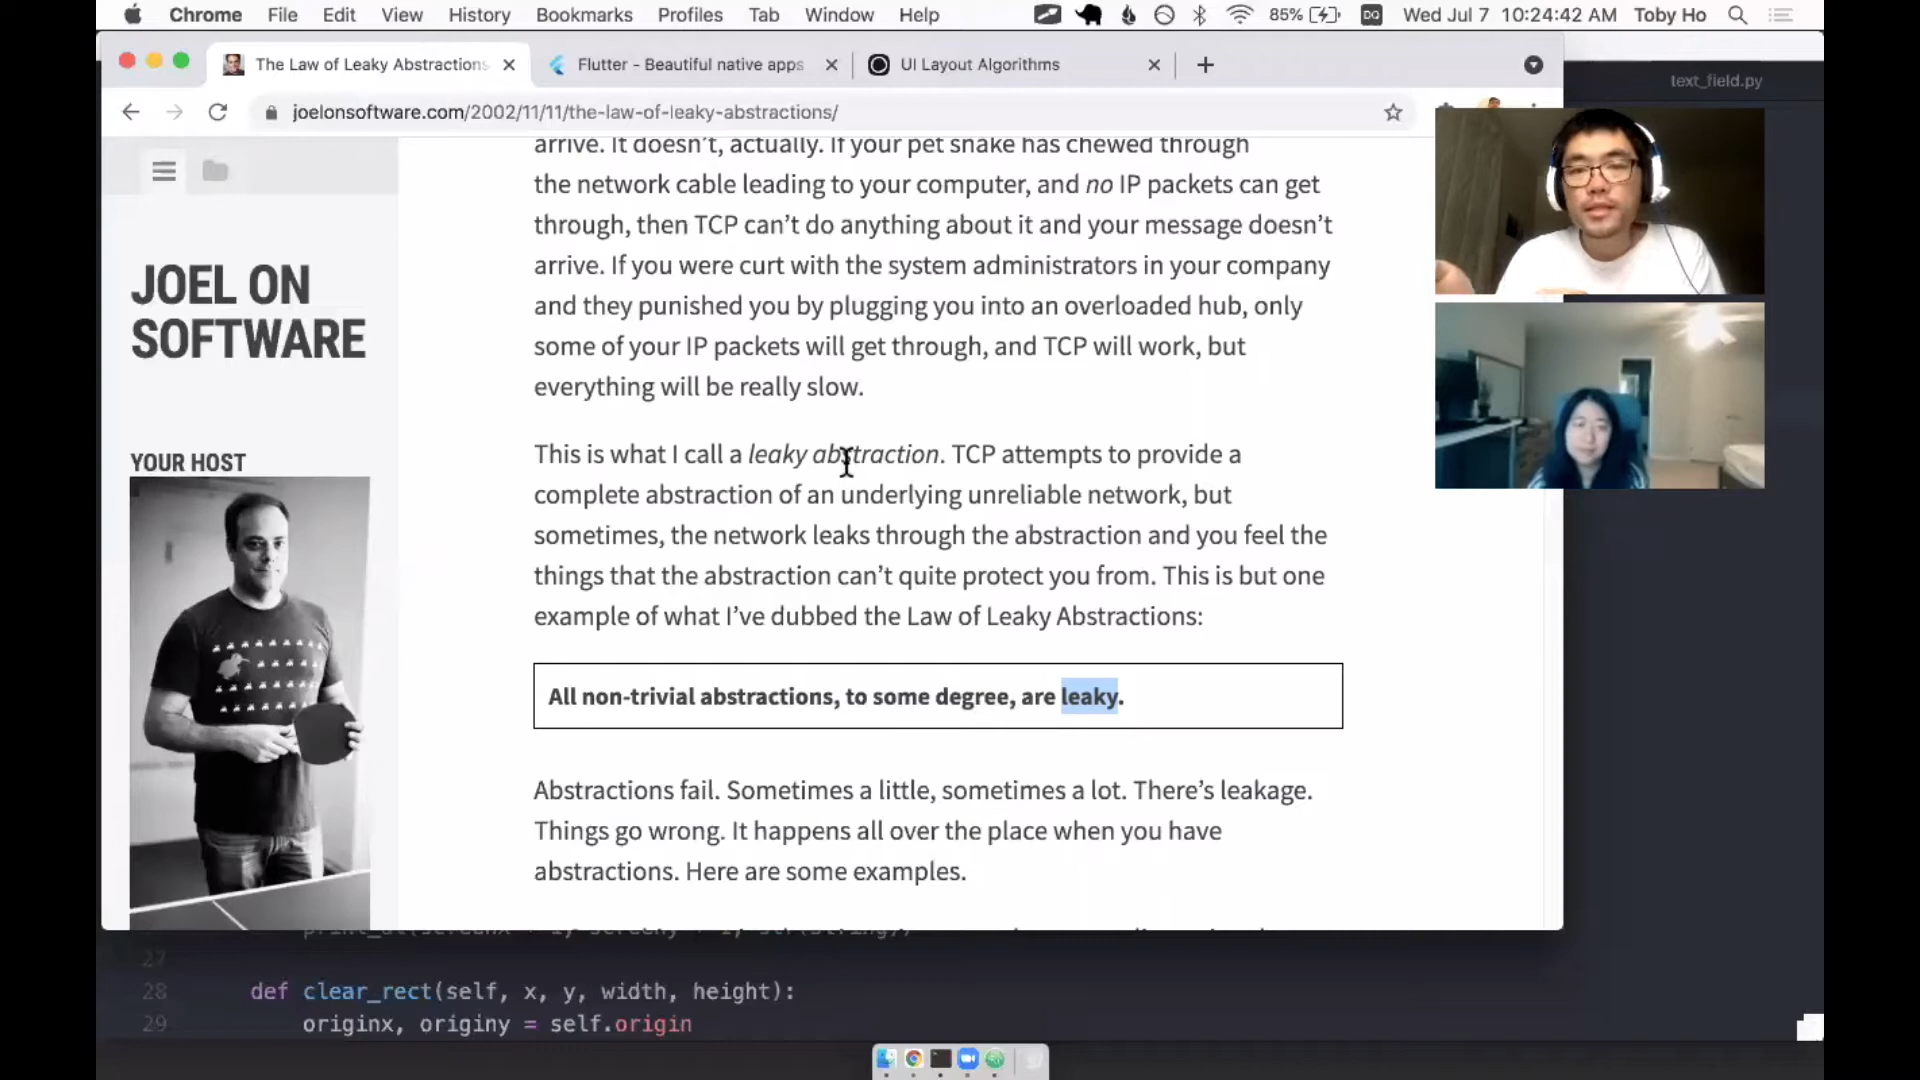 Chrome File Edit View History Bookmarks Profiles Tab Window Help 85% DQ Wed Jul 7 10:24:42 AM Toby Ho
The Law of Leaky Abstractions
Flutter - Beautiful native apps
UI Layout Algorithms
text_field.py
joelonsoftware.com/2002/11/11/the-law-of-leaky-abstractions/
JOEL ON
SOFTWARE
YOUR HOST
arrive. It doesn’t, actually. If your pet snake has chewed through
the network cable leading to your computer, and no IP packets can get
through, then TCP can’t do anything about it and your message doesn’t
arrive. If you were curt with the system administrators in your company
and they punished you by plugging you into an overloaded hub, only
some of your IP packets will get through, and TCP will work, but
everything will be really slow.
This is what I call a leaky abstraction. TCP attempts to provide a
complete abstraction of an underlying unreliable network, but
sometimes, the network leaks through the abstraction and you feel the
things that the abstraction can’t quite protect you from. This is but one
example of what I’ve dubbed the Law of Leaky Abstractions:
All non-trivial abstractions, to some degree, are leaky.
Abstractions fail. Sometimes a little, sometimes a lot. There’s leakage.
Things go wrong. It happens all over the place when you have
abstractions. Here are some examples.
27
28 def clear_rect(self, x, y, width, height):
29 originx, originy = self.origin